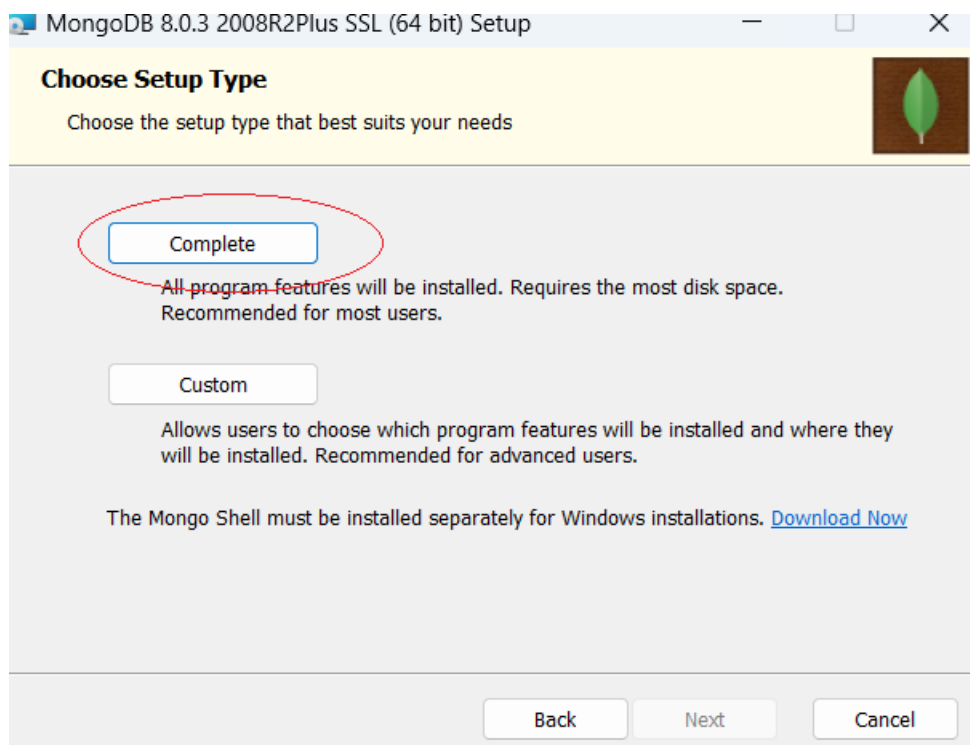 MongoDB 8.0.3 2008R2Plus SSL (64 bit) Setup
Choose Setup Type
Choose the setup type that best suits your needs
Complete
All program features will be installed. Requires the most disk space.
Recommended for most users.
Custom
Allows users to choose which program features will be installed and where they
will be installed. Recommended for advanced users.
The Mongo Shell must be installed separately for Windows installations. Download Now
Back Next Cancel